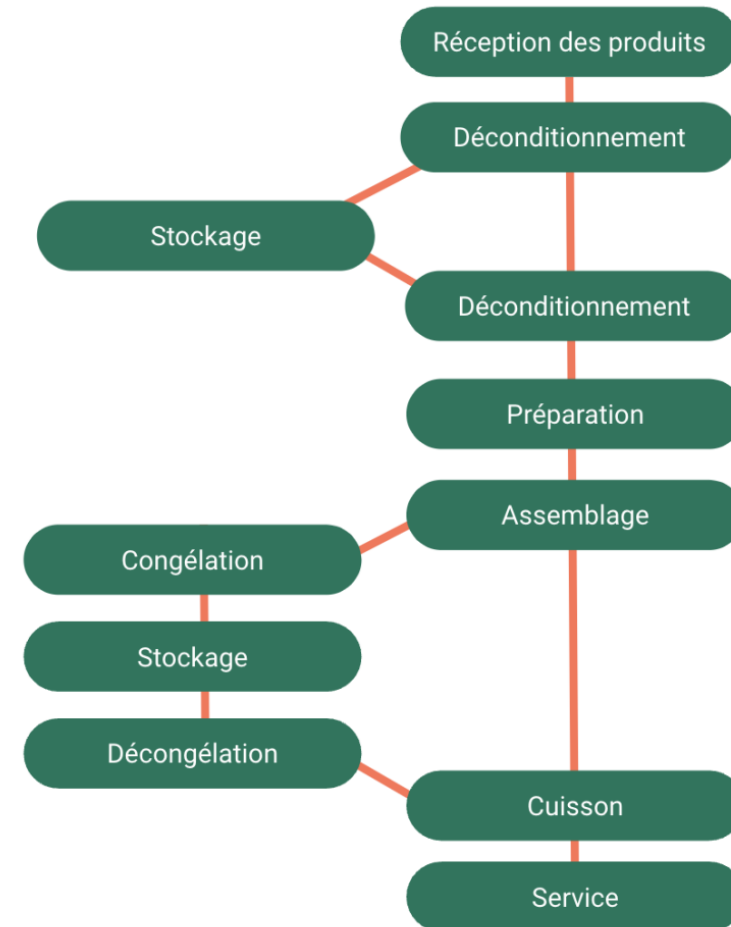 Réception des produits
Déconditionnement
Stockage
Déconditionnement
Préparation
Assemblage
Congélation
Stockage
Décongélation
Cuisson
Service